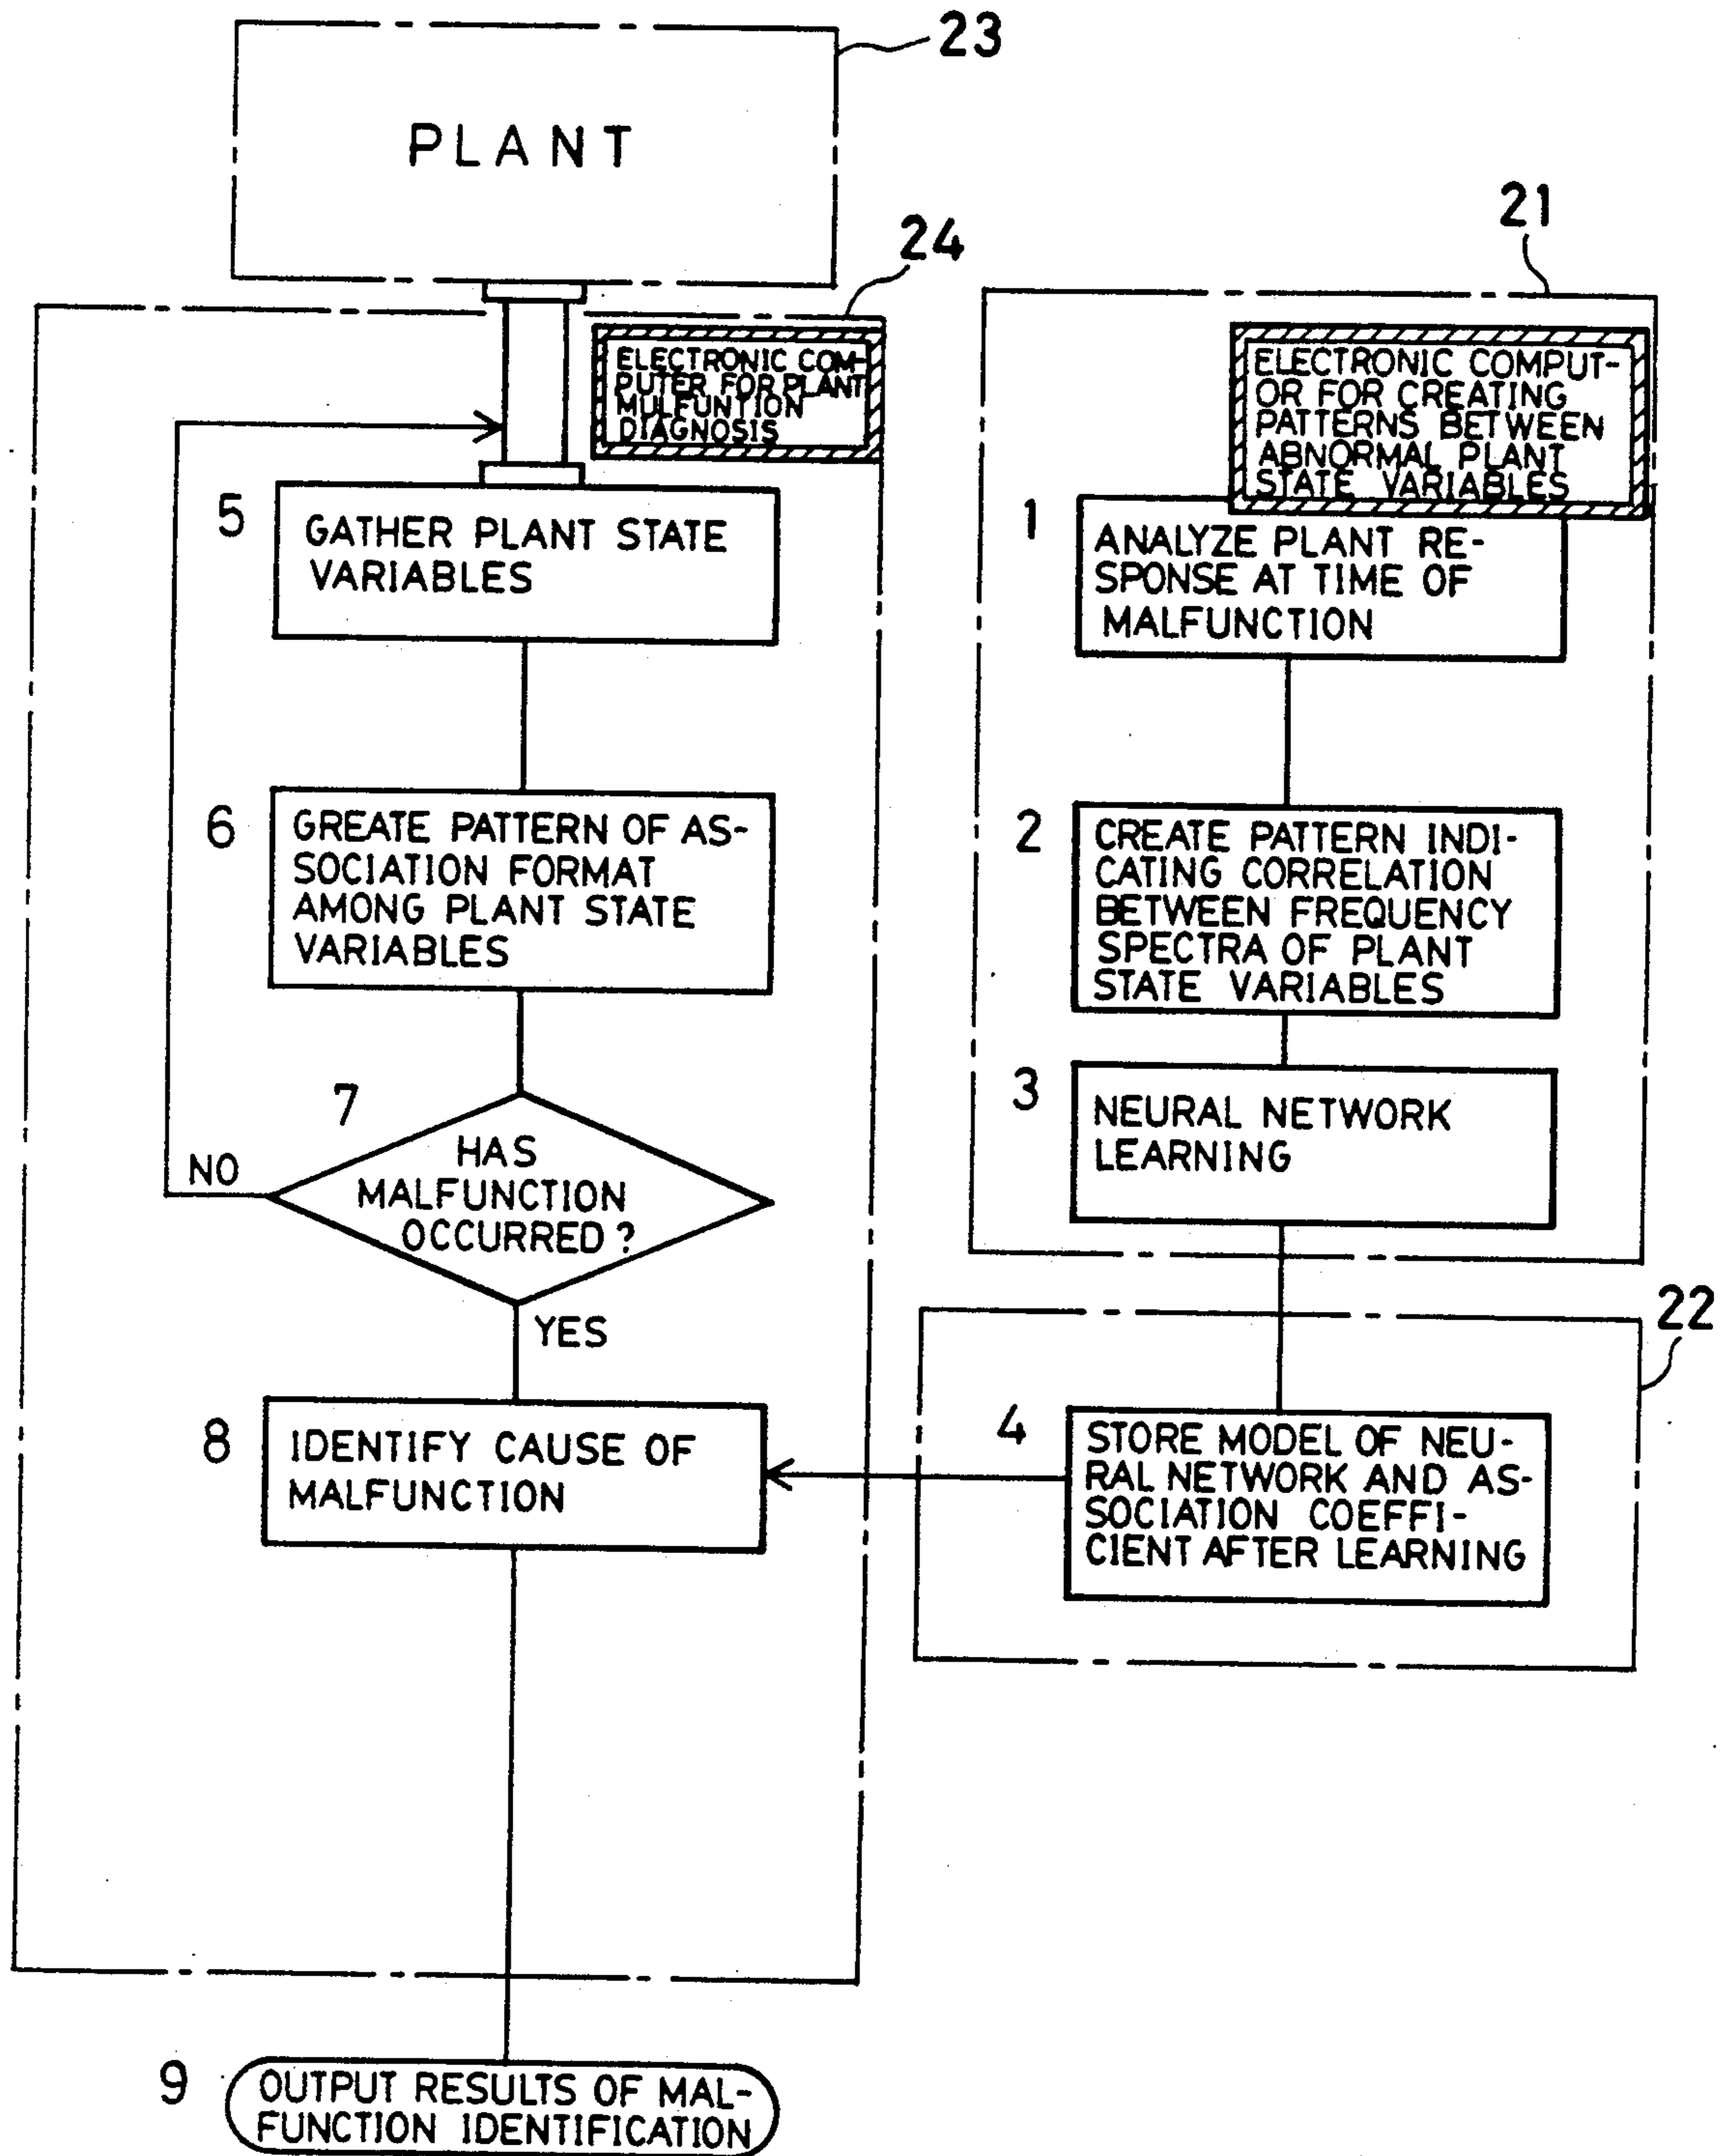 23
PLANT
24
ELECTRONIC COM-
PUTER FOR PLANT
MULFUNTION
DIAGNOSIS
5
GATHER PLANT STATE
VARIABLES
6
GREATE PATTERN OF AS-
SOCIATION FORMAT
AMONG PLANT STATE
VARIABLES
7
HAS
MALFUNCTION
OCCURRED?
NO
YES
8
IDENTIFY CAUSE OF
MALFUNCTION
9
OUTPUT RESULTS OF MAL-
FUNCTION IDENTIFICATION
21
ELECTRONIC COMPUT-
OR FOR CREATING
PATTERNS BETWEEN
ABNORMAL PLANT
STATE VARIABLES
1
ANALYZE PLANT RE-
SPONSE AT TIME OF
MALFUNCTION
2
CREATE PATTERN INDI-
CATING CORRELATION
BETWEEN FREQUENCY
SPECTRA OF PLANT
STATE VARIABLES
3
NEURAL NETWORK
LEARNING
22
4
STORE MODEL OF NEU-
RAL NETWORK AND AS-
SOCIATION COEFFI-
CIENT AFTER LEARNING